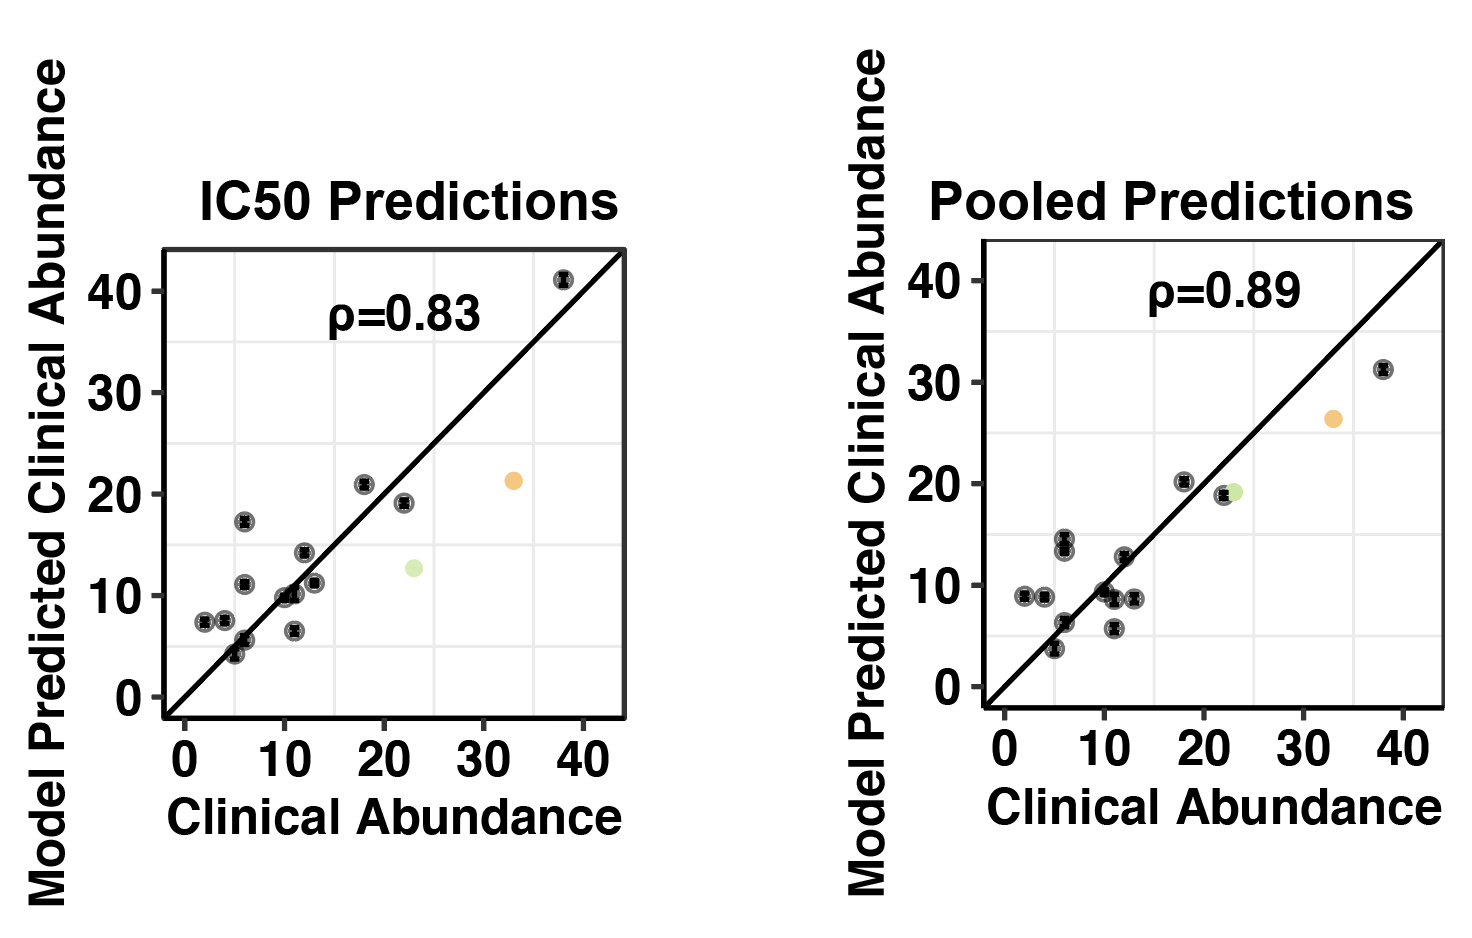 IC50 Predictions
Model Predicted Clinical Abundance
ρ=0.83
40
30
20
10
0
0 10 20 30 40
Clinical Abundance
Pooled Predictions
Model Predicted Clinical Abundance
ρ=0.89
40
30
20
10
0
0 10 20 30 40
Clinical Abundance